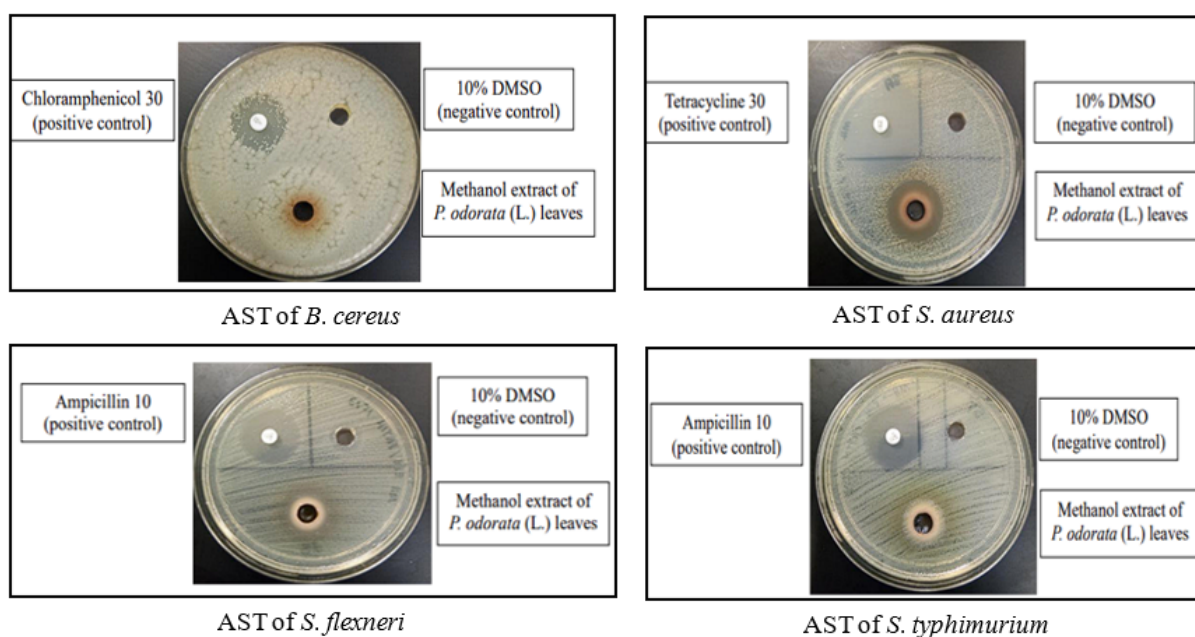 Chloramphenicol 30
(positive control)
10% DMSO
(negative control)
Methanol extract of
P. odorata (L.) leaves
AST of B. cereus
Tetracycline 30
(positive control)
10% DMSO
(negative control)
Methanol extract of
P. odorata (L.) leaves
AST of S. aureus
Ampicillin 10
(positive control)
10% DMSO
(negative control)
Methanol extract of
P. odorata (L.) leaves
AST of S. flexneri
Ampicillin 10
(positive control)
10% DMSO
(negative control)
Methanol extract of
P. odorata (L.) leaves
AST of S. typhimurium